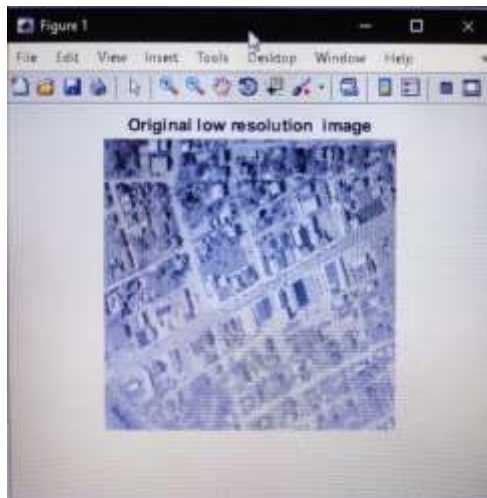 Figure 1
File Edit View Insert Tools Desktop Window Help
Original low resolution image